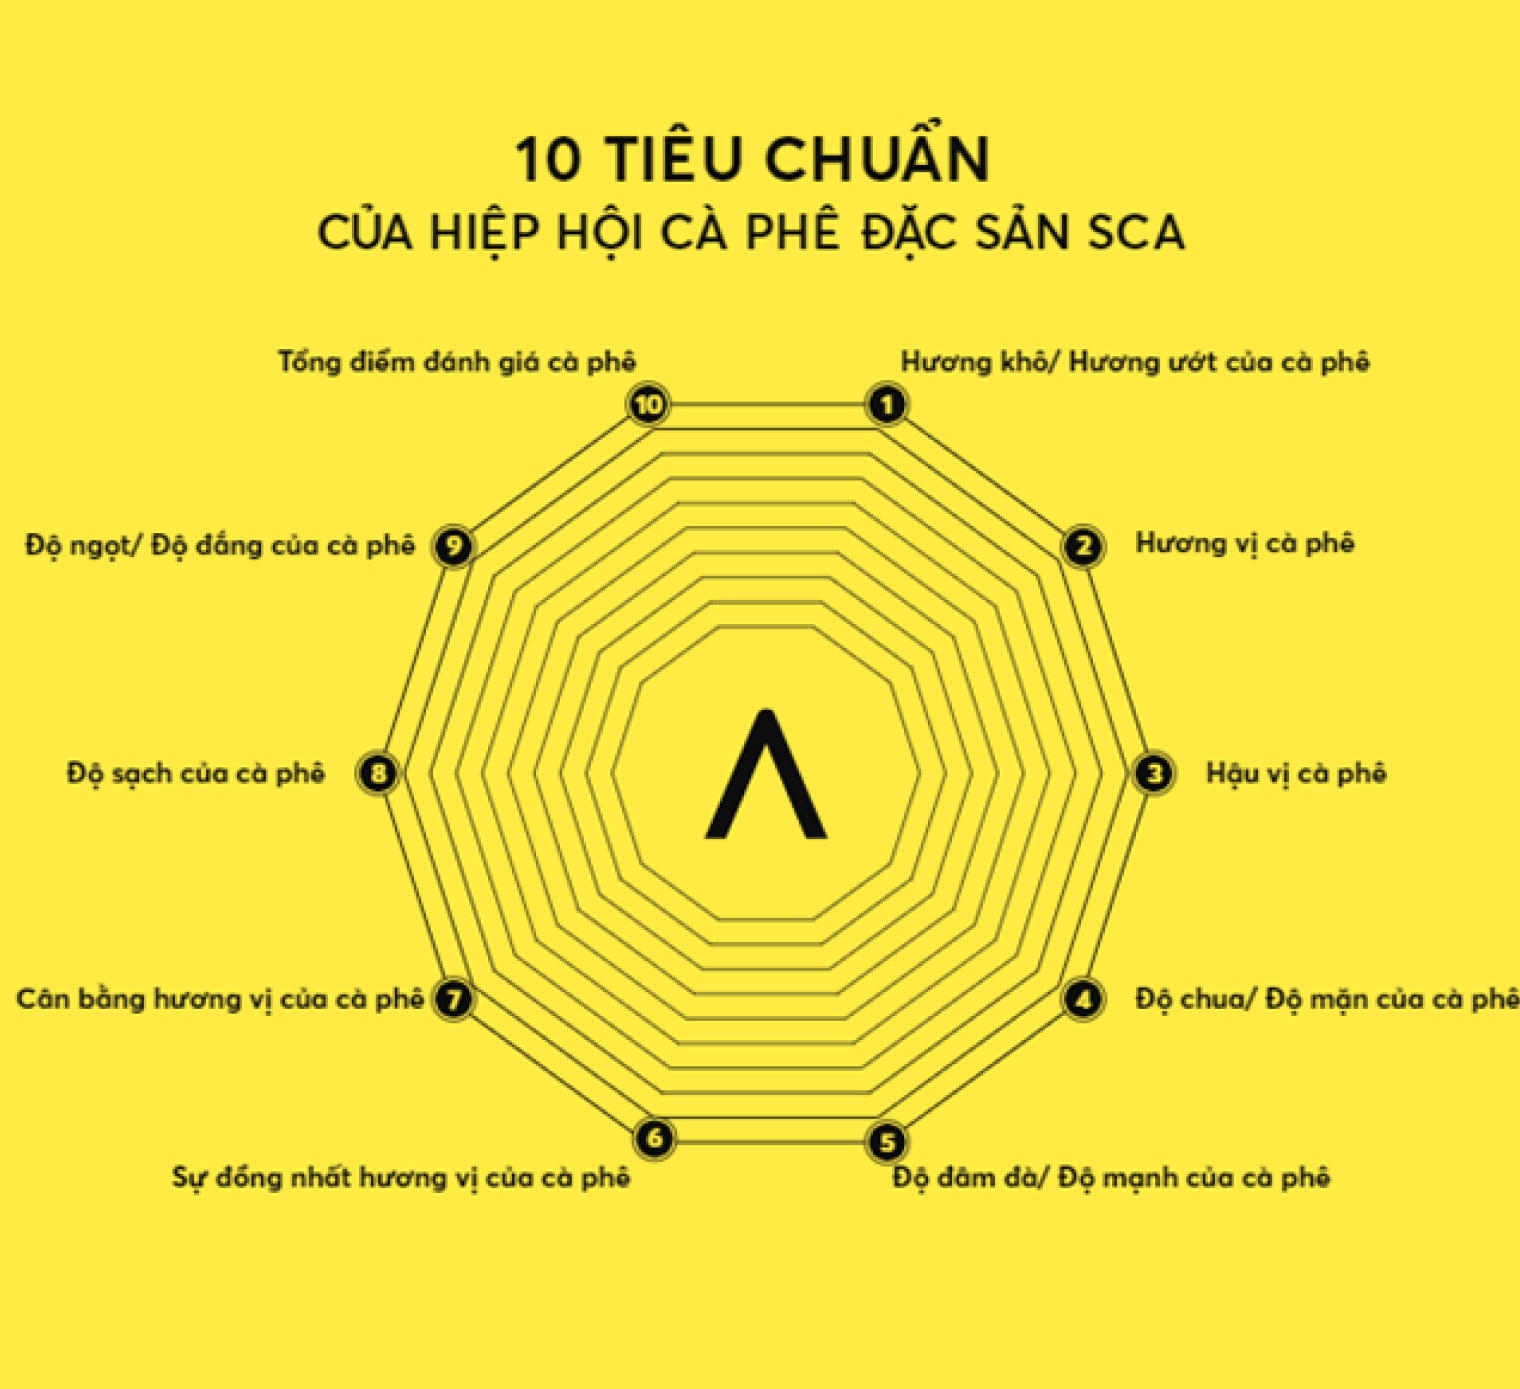 10 TIÊU CHUẨN
CỦA HIỆP HỘI CÀ PHÊ ĐẶC SẢN SCA
Tổng điểm đánh giá cà phê
Hương khô/ Hương ướt của cà phê
10
1
Độ ngọt/ Độ đắng của cà phê
9
2
Hương vị cà phê
Độ sạch của cà phê
8
3
Hậu vị cà phê
Cân bằng hương vị của cà phê
7
4
Độ chua/ Độ mặn của cà phê
6
5
Sự đồng nhất hương vị của cà phê
Độ đâm đà/ Độ mạnh của cà phê